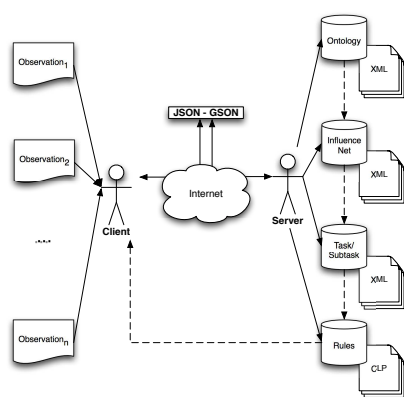 Ontology
XML
Observation1
JSON - GSON
Influence
Net
XML
Observation2
Internet
Client
Server
....
Task/
Subtask
XML
Observationn
Rules
CLP